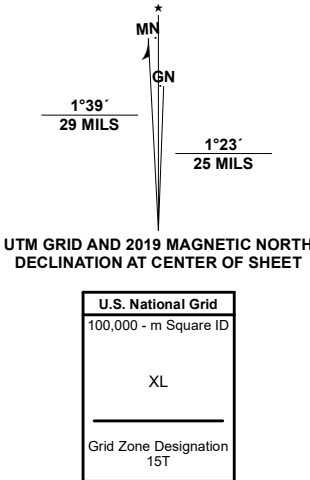 MN
GN
1°39´
29 MILS
1°23´
25 MILS
UTM GRID AND 2019 MAGNETIC NORTH
DECLINATION AT CENTER OF SHEET
U.S. National Grid
100,000 - m Square ID
XL
Grid Zone Designation
15T